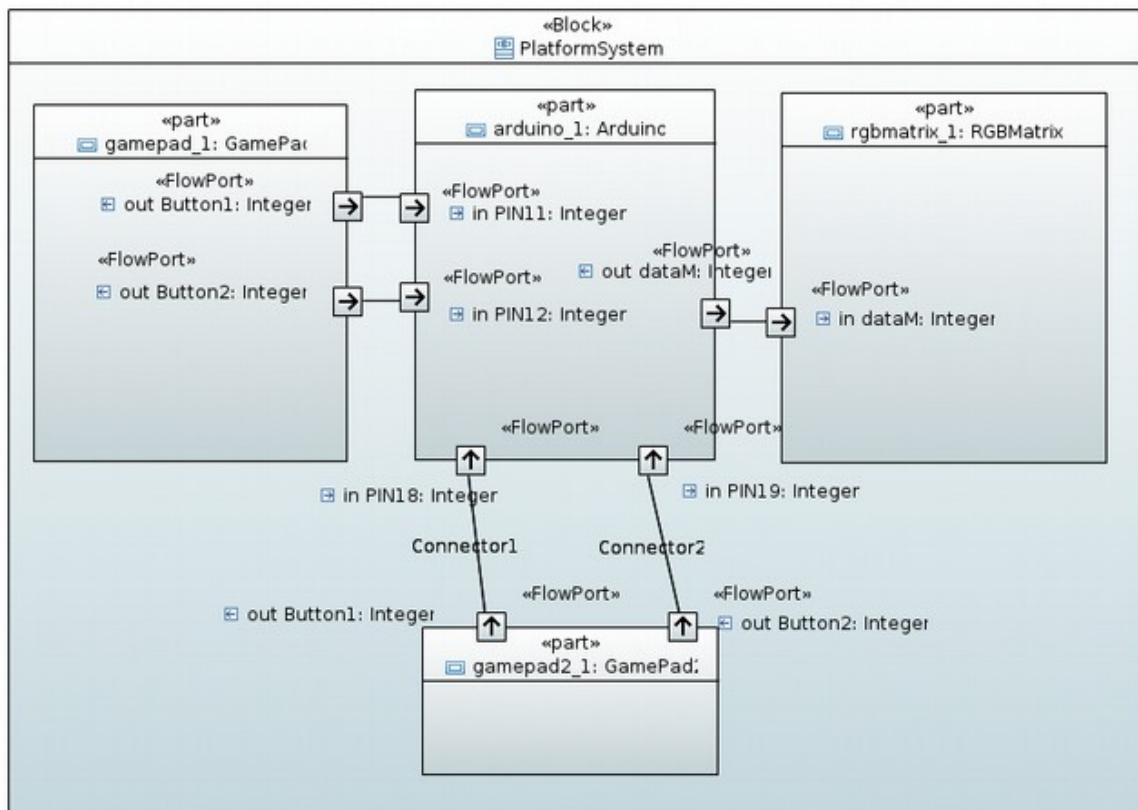 «Block»
PlatformSystem
«part»
gamepad_1: GamePac
«FlowPort»
out Button1: Integer
«FlowPort»
out Button2: Integer
«part»
arduino_1: Arduinc
«FlowPort»
in PIN11: Integer
«FlowPort»
in PIN12: Integer
«FlowPort»
out dataM: Integer
«part»
rgbmatrix_1: RGBMatrix
«FlowPort»
in dataM: Integer
«FlowPort»
in PIN18: Integer
«FlowPort»
in PIN19: Integer
Connector1
Connector2
«FlowPort»
out Button1: Integer
«FlowPort»
out Button2: Integer
«part»
gamepad2_1: GamePad2